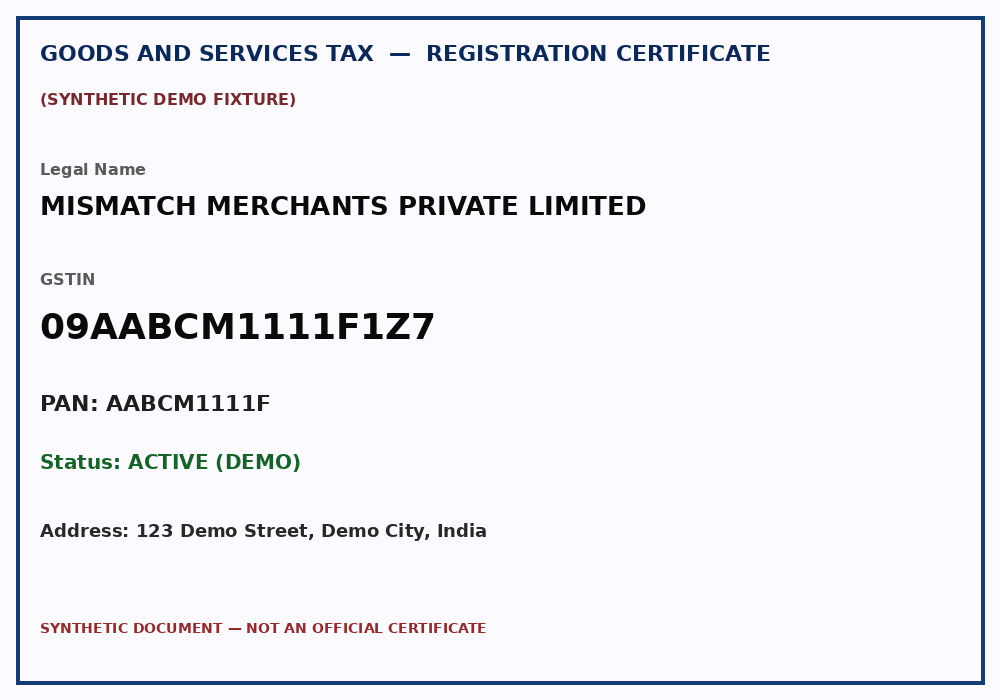 GOODS AND SERVICES TAX — REGISTRATION CERTIFICATE
(SYNTHETIC DEMO FIXTURE)
Legal Name
MISMATCH MERCHANTS PRIVATE LIMITED
GSTIN
09AABCM1111F1Z7
PAN: AABCM1111F
Status: ACTIVE (DEMO)
Address: 123 Demo Street, Demo City, India
SYNTHETIC DOCUMENT — NOT AN OFFICIAL CERTIFICATE